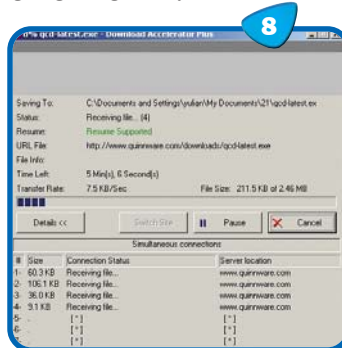 8
d% qcd-latest.exe - Download Accelerator Plus
Saving To: C:\Documents and Settings\yulian\My Documents\21\qcd-latest.ex
Status: Receiving file... (4)
Resume: Resume Supported
URL File: http://www.quinnware.com/downloads/qcd-latest.exe
File Info:
Time Left: 5 Min(s), 6 Second(s)
Transfer Rate: 7.5 KB/Sec File Size: 211.5 KB of 2.46 MB
Details << Switch Site Pause Cancel
Simultaneous connections
# Size Connection Status Server location
1- 60.3 KB Receiving file... www.quinnware.com
2- 106.1 KB Receiving file... www.quinnware.com
3- 36.0 KB Receiving file... www.quinnware.com
4- 9.1 KB Receiving file... www.quinnware.com
5- . [*] [*]
6- . [*] [*]
7- . [*] [*]